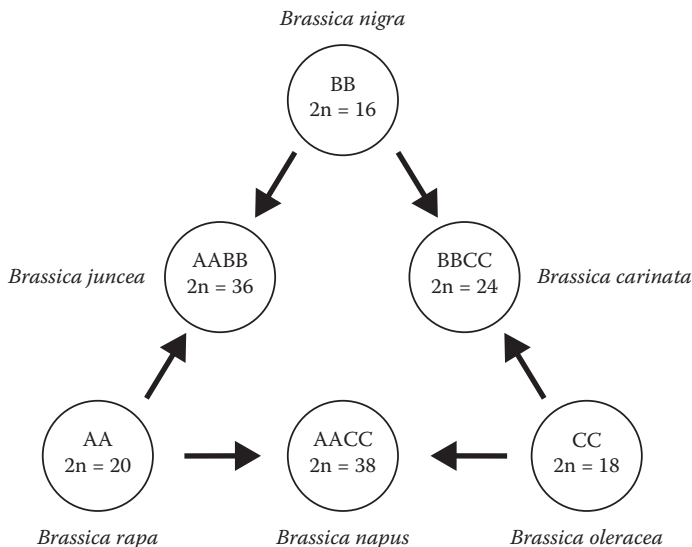 Brassica nigra
BB
2n = 16
Brassica juncea
AABB
2n = 36
BBCC
2n = 24
Brassica carinata
AA
2n = 20
AACC
2n = 38
CC
2n = 18
Brassica rapa
Brassica napus
Brassica oleracea